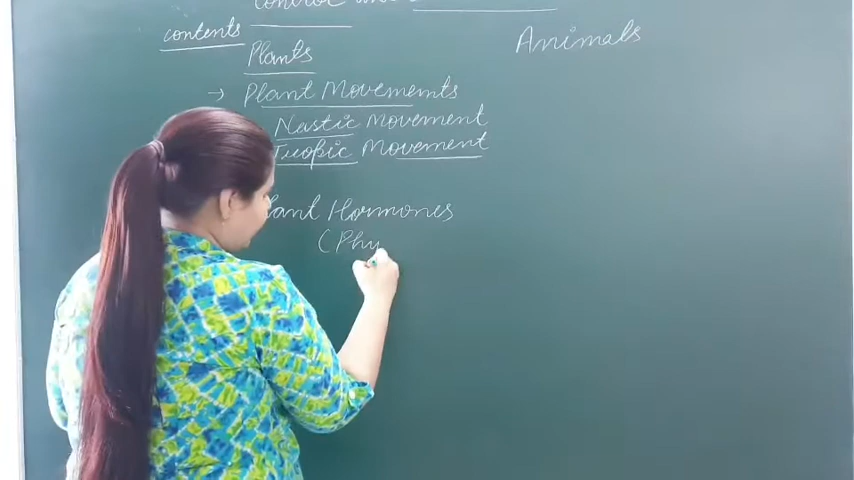 contents
Plants
Animals
→ Plant Movements
Nastic Movement
Tropic Movement
lant Hormones
(Phy